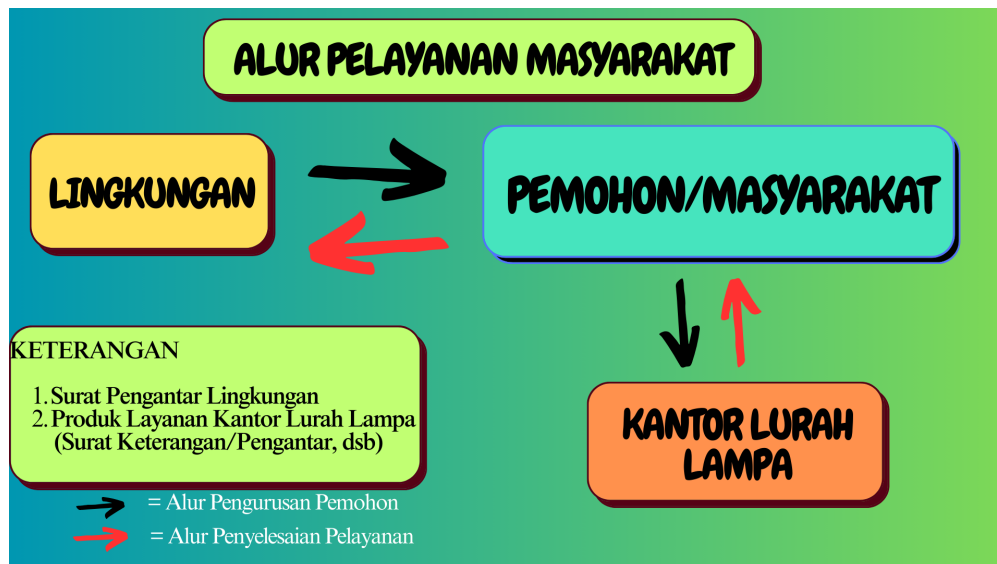 ALUR PELAYANAN MASYARAKAT
LINGKUNGAN
PEMOHON/MASYARAKAT
KETERANGAN
1. Surat Pengantar Lingkungan
2. Produk Layanan Kantor Lurah Lampa
(Surat Keterangan/Pengantar, dsb)
KANTOR LURAH
LAMPA
= Alur Pengurusan Pemohon
= Alur Penyelesaian Pelayanan